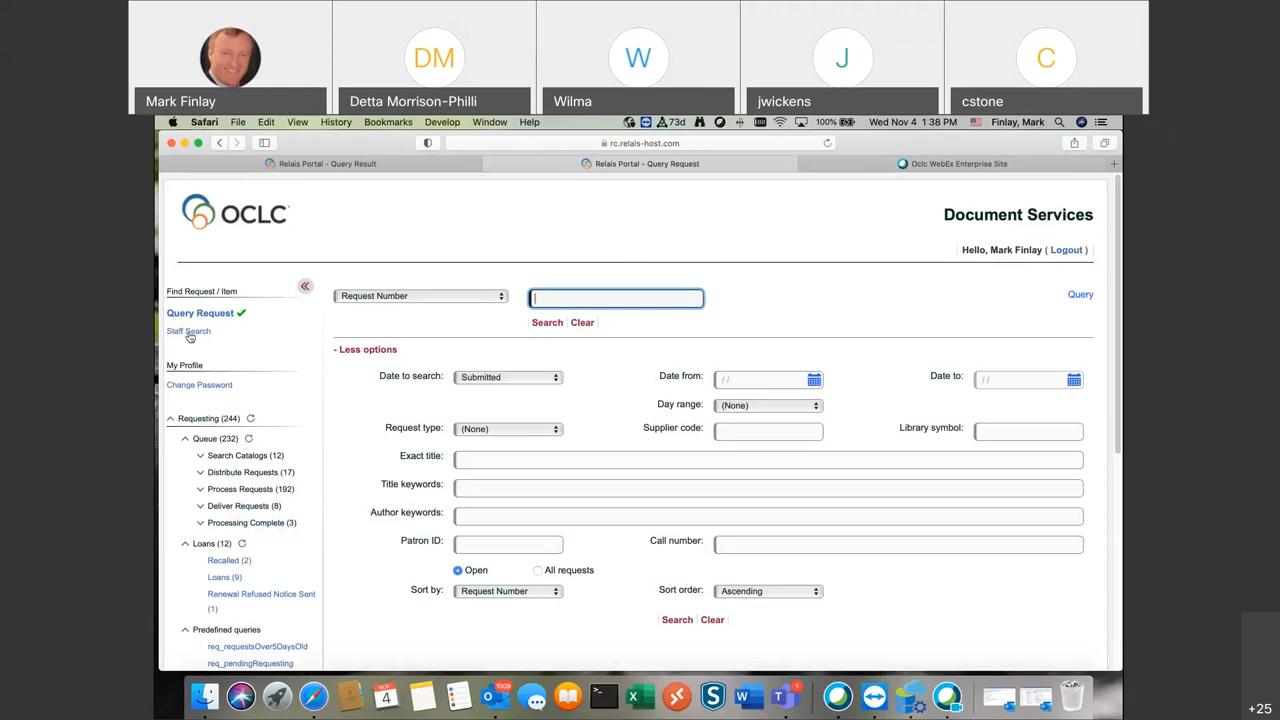 DM
W
J
C
Mark Finlay
Detta Morrison-Philli
Wilma
jwickens
cstone
Safari File Edit View History Bookmarks Develop Window Help
73d
100%
Wed Nov 4 1:38 PM
Finlay, Mark
rc.relais-host.com
Relais Portal - Query Result
Relais Portal - Query Request
Oclc WebEx Enterprise Site
OCLC
Document Services
Hello, Mark Finlay ( Logout )
Find Request / Item
Query Request
Staff Search
My Profile
Change Password
Requesting (244)
Queue (232)
Search Catalogs (12)
Distribute Requests (17)
Process Requests (192)
Deliver Requests (8)
Processing Complete (3)
Loans (12)
Recalled (2)
Loans (9)
Renewal Refused Notice Sent
(1)
Predefined queries
req_requestsOver5DaysOld
req_pendingRequesting
Request Number
Query
Search Clear
- Less options
Date to search: Submitted
Date from: / /
Date to: / /
Day range: (None)
Request type: (None)
Supplier code:
Library symbol:
Exact title:
Title keywords:
Author keywords:
Patron ID:
Call number:
Open
All requests
Sort by: Request Number
Sort order: Ascending
Search Clear
NOV
4
1009
1
+25